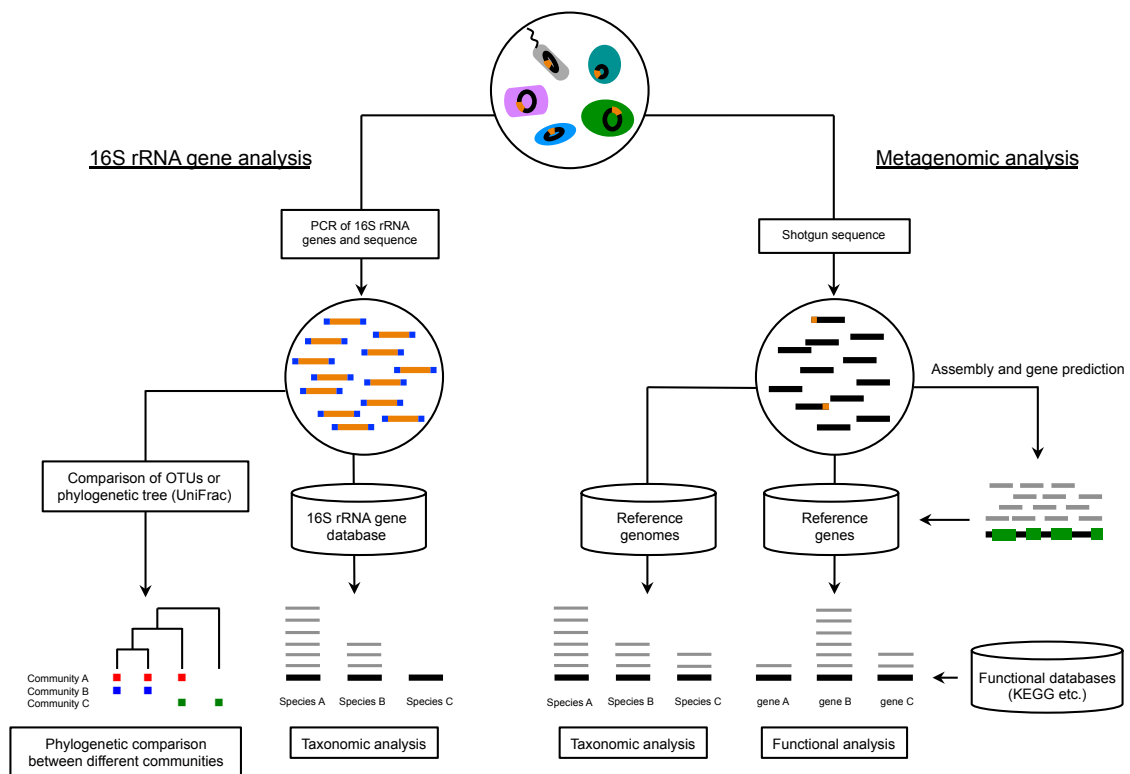 16S rRNA gene analysis
Metagenomic analysis
PCR of 16S rRNA
genes and sequence
Shotgun sequence
Assembly and gene prediction
Comparison of OTUs or
phylogenetic tree (UniFrac)
16S rRNA gene
database
Reference
genomes
Reference
genes
Community A
Community B
Community C
Species A
Species B
Species C
Species A
Species B
Species C
gene A
gene B
gene C
Functional databases
(KEGG etc.)
Phylogenetic comparison
between different communities
Taxonomic analysis
Taxonomic analysis
Functional analysis